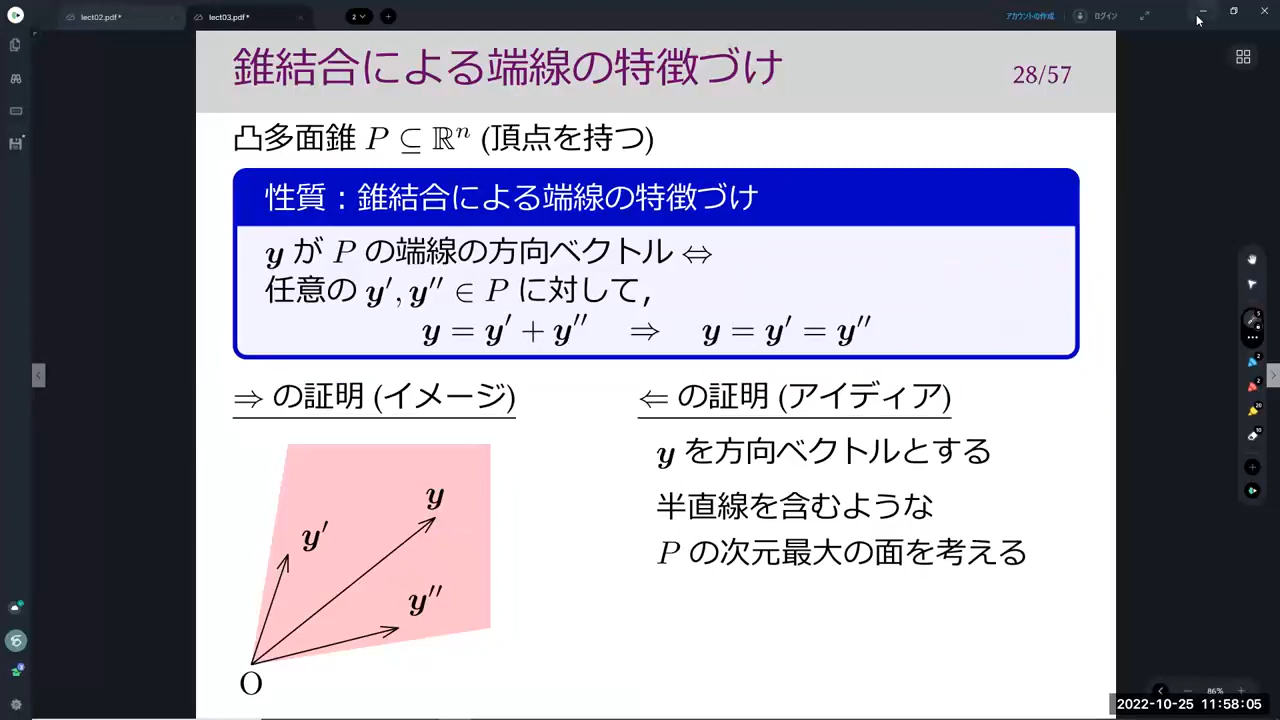 lect02.pdf*
lect03.pdf*
2
アカウントの作成
ログイン
錐結合による端線の特徴づけ
28/57
凸多面錐 P ⊆ ℝⁿ (頂点を持つ)
性質：錐結合による端線の特徴づけ
y が P の端線の方向ベクトル ⇔
任意の y′, y″ ∈ P に対して,
y = y′ + y″ ⇒ y = y′ = y″
⇒ の証明 (イメージ)
y
y′
y″
O
⇐ の証明 (アイディア)
y を方向ベクトルとする
半直線を含むような
P の次元最大の面を考える
86%
2022-10-25 11:58:05